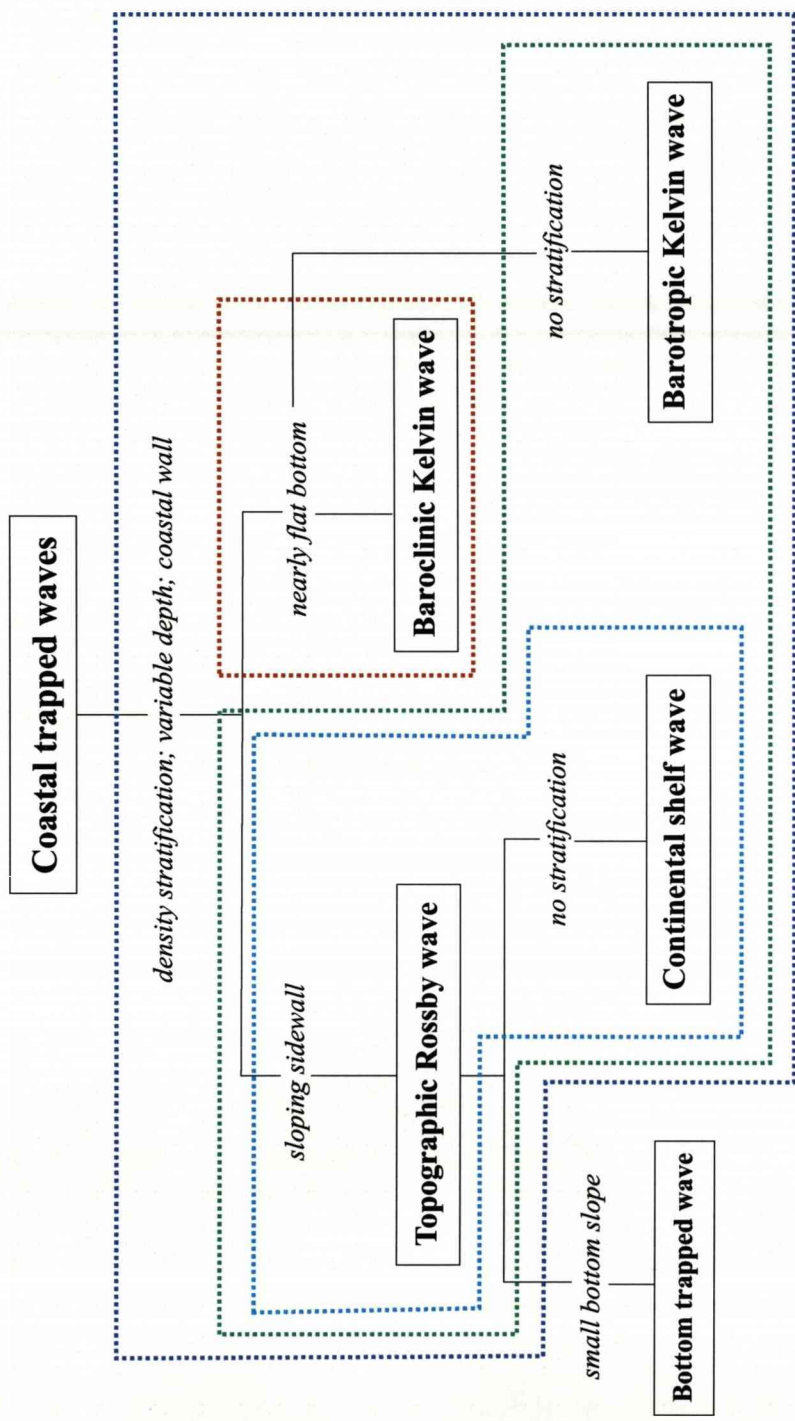 Coastal trapped waves
density stratification; variable depth; coastal wall
sloping sidewall
nearly flat bottom
Topographic Rossby wave
Baroclinic Kelvin wave
small bottom slope
no stratification
no stratification
Bottom trapped wave
Continental shelf wave
Barotropic Kelvin wave